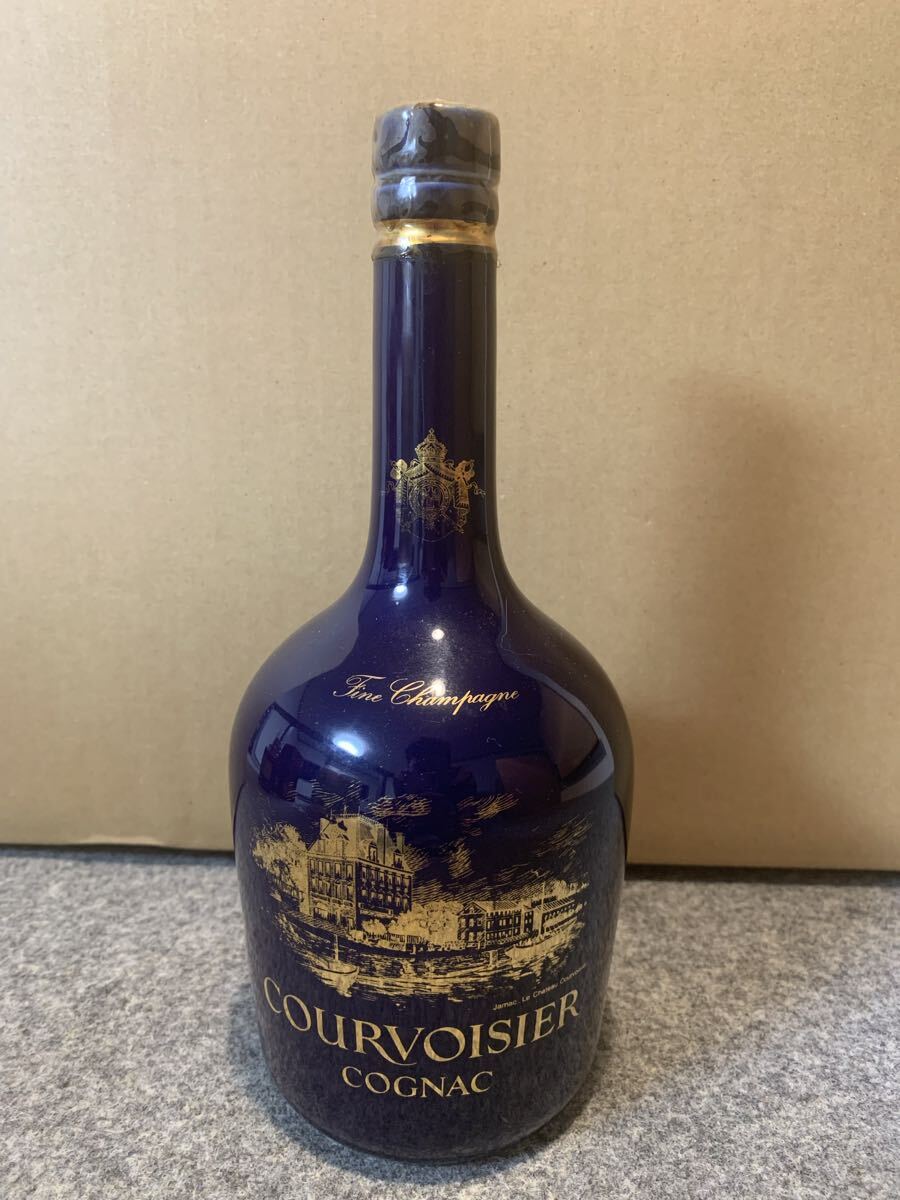 Fine Champagne
Jarnac. Le Chateau Courvoisier
COURVOISIER
COGNAC